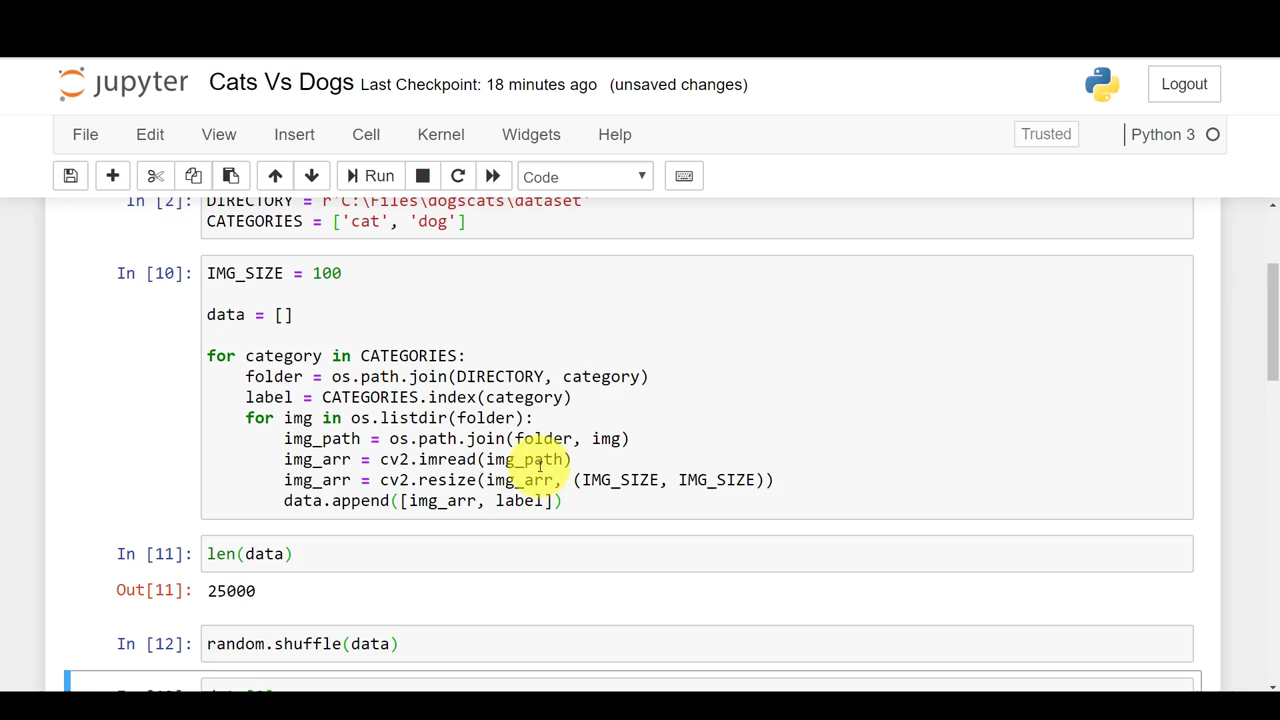 jupyter Cats Vs Dogs Last Checkpoint: 18 minutes ago (unsaved changes) Logout
File Edit View Insert Cell Kernel Widgets Help Trusted Python 3
Run Code
In [2]: DIRECTORY = r'C:\Files\dogscats\dataset'
CATEGORIES = ['cat', 'dog']
In [10]: IMG_SIZE = 100
data = []
for category in CATEGORIES:
    folder = os.path.join(DIRECTORY, category)
    label = CATEGORIES.index(category)
    for img in os.listdir(folder):
        img_path = os.path.join(folder, img)
        img_arr = cv2.imread(img_path)
        img_arr = cv2.resize(img_arr, (IMG_SIZE, IMG_SIZE))
        data.append([img_arr, label])
In [11]: len(data)
Out[11]: 25000
In [12]: random.shuffle(data)